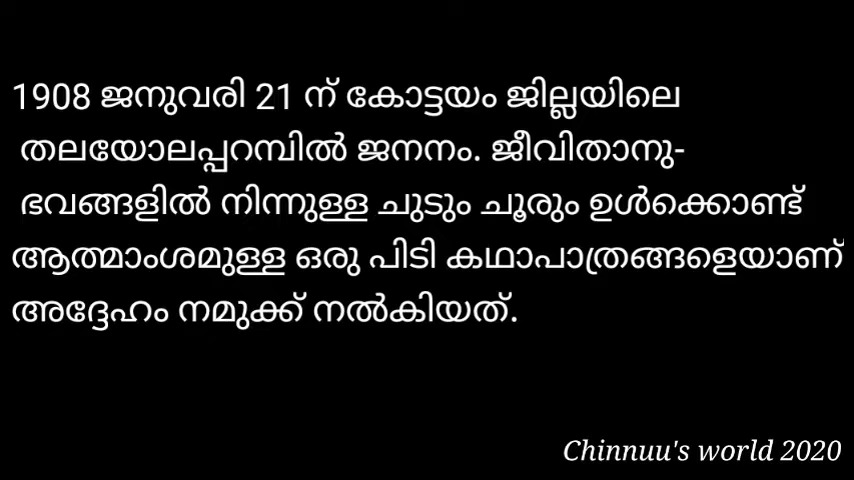 1908 ജനുവരി 21 ന് കോട്ടയം ജില്ലയിലെ
തലയോലപ്പറമ്പിൽ ജനനം. ജീവിതാനു-
ഭവങ്ങളിൽ നിന്നുള്ള ചുടും ചൂരും ഉൾക്കൊണ്ട്
ആത്മാംശമുള്ള ഒരു പിടി കഥാപാത്രങ്ങളെയാണ്
അദ്ദേഹം നമുക്ക് നൽകിയത്.
Chinnuu's world 2020